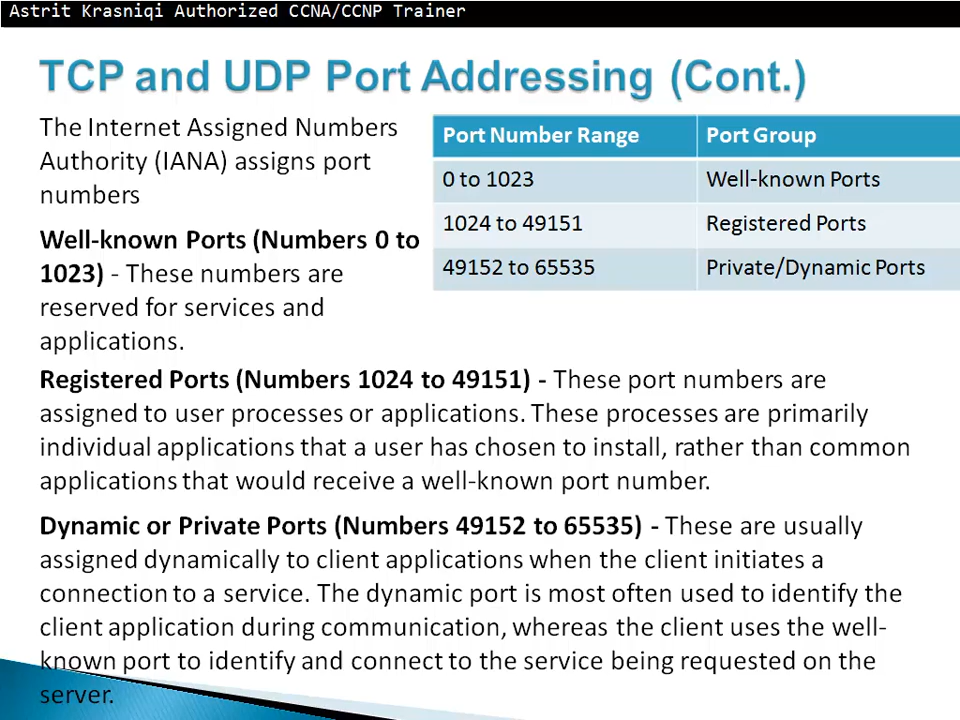 Astrit Krasniqi Authorized CCNA/CCNP Trainer
TCP and UDP Port Addressing (Cont.)
The Internet Assigned Numbers
Authority (IANA) assigns port
numbers
Well-known Ports (Numbers 0 to
1023) - These numbers are
reserved for services and
applications.
Port Number Range Port Group
0 to 1023 Well-known Ports
1024 to 49151 Registered Ports
49152 to 65535 Private/Dynamic Ports
Registered Ports (Numbers 1024 to 49151) - These port numbers are
assigned to user processes or applications. These processes are primarily
individual applications that a user has chosen to install, rather than common
applications that would receive a well-known port number.
Dynamic or Private Ports (Numbers 49152 to 65535) - These are usually
assigned dynamically to client applications when the client initiates a
connection to a service. The dynamic port is most often used to identify the
client application during communication, whereas the client uses the well-
known port to identify and connect to the service being requested on the
server.